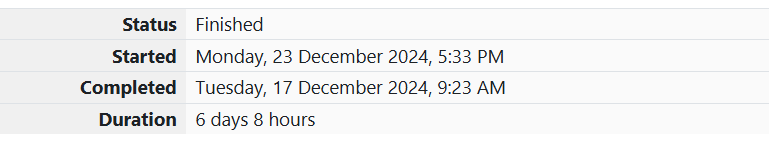 Status Finished
Started Monday, 23 December 2024, 5:33 PM
Completed Tuesday, 17 December 2024, 9:23 AM
Duration 6 days 8 hours